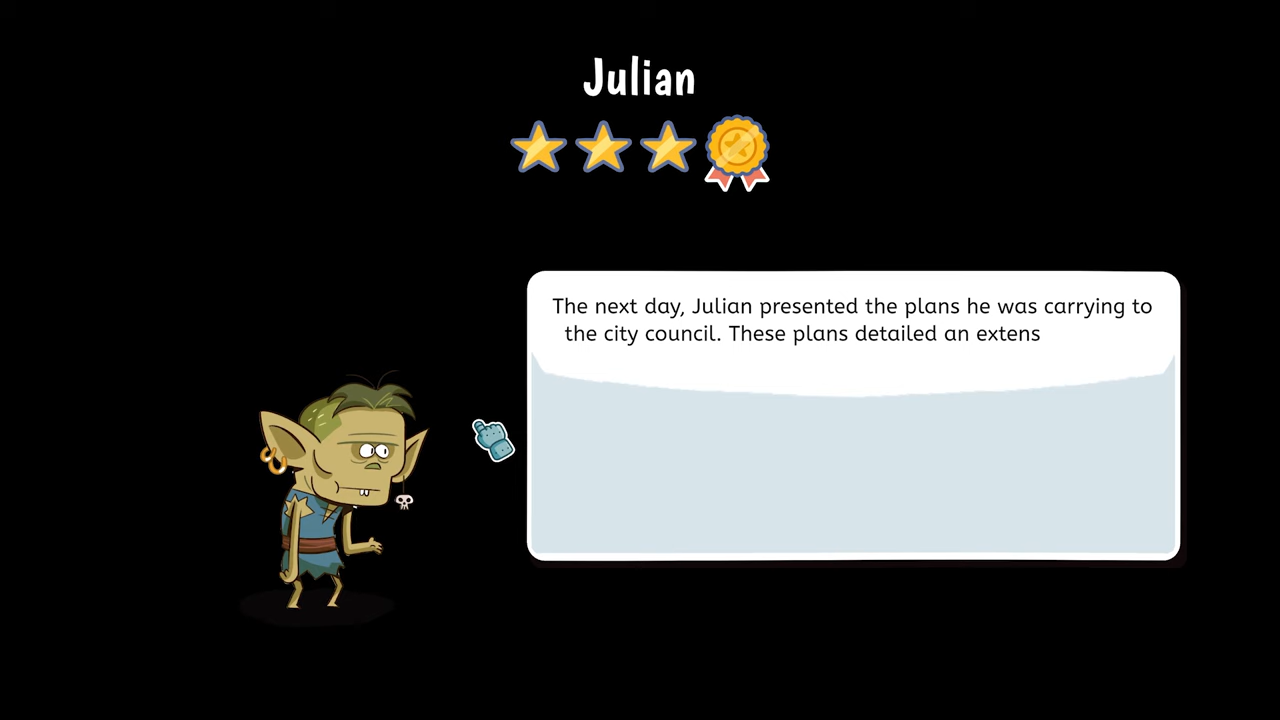 Julian
The next day, Julian presented the plans he was carrying to
the city council. These plans detailed an extens